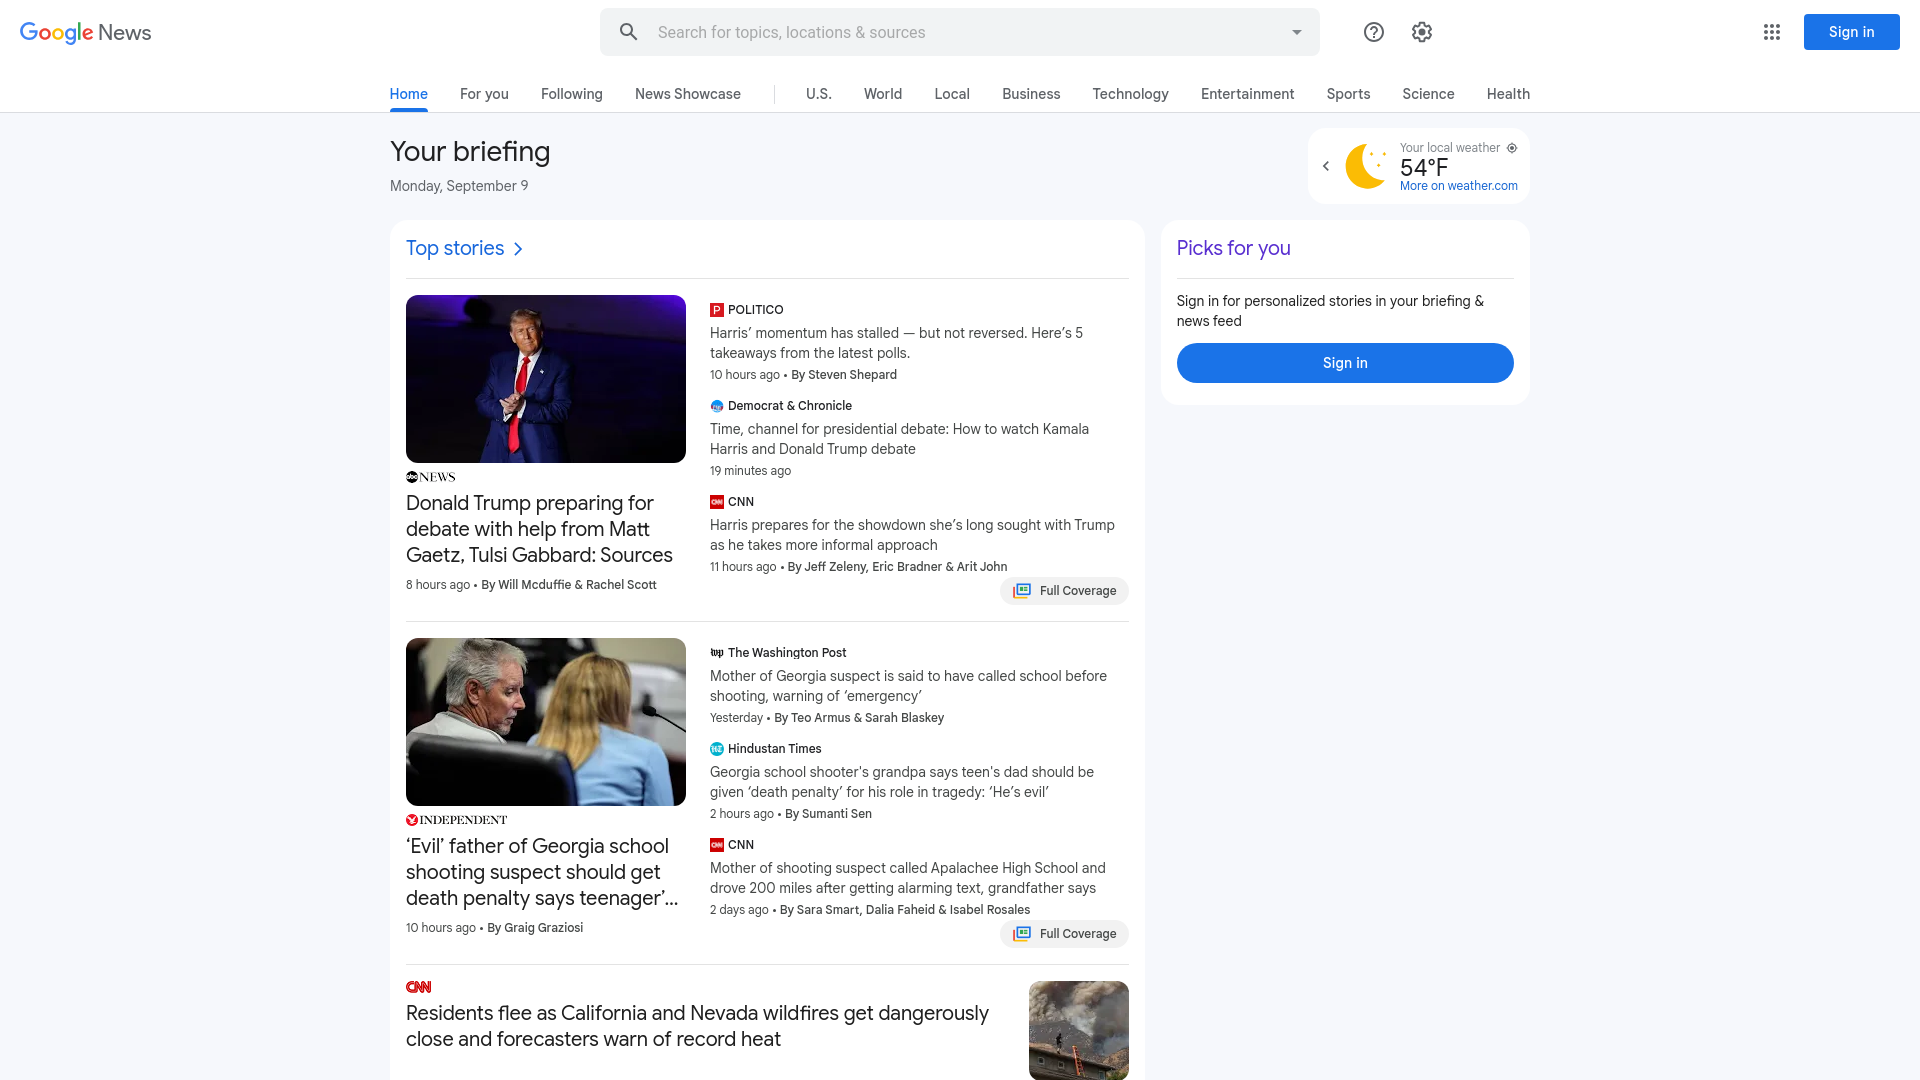 Google News
Search for topics, locations & sources
Sign in
Home
For you
Following
News Showcase
U.S.
World
Local
Business
Technology
Entertainment
Sports
Science
Health
Your briefing
Monday, September 9
Your local weather
54°F
More on weather.com
Top stories
abc NEWS
Donald Trump preparing for
debate with help from Matt
Gaetz, Tulsi Gabbard: Sources
8 hours ago • By Will Mcduffie & Rachel Scott
POLITICO
Harris’ momentum has stalled — but not reversed. Here’s 5
takeaways from the latest polls.
10 hours ago • By Steven Shepard
Democrat & Chronicle
Time, channel for presidential debate: How to watch Kamala
Harris and Donald Trump debate
19 minutes ago
CNN
Harris prepares for the showdown she’s long sought with Trump
as he takes more informal approach
11 hours ago • By Jeff Zeleny, Eric Bradner & Arit John
Full Coverage
INDEPENDENT
‘Evil’ father of Georgia school
shooting suspect should get
death penalty says teenager’...
10 hours ago • By Graig Graziosi
The Washington Post
Mother of Georgia suspect is said to have called school before
shooting, warning of ‘emergency’
Yesterday • By Teo Armus & Sarah Blaskey
Hindustan Times
Georgia school shooter's grandpa says teen's dad should be
given ‘death penalty’ for his role in tragedy: ‘He’s evil’
2 hours ago • By Sumanti Sen
CNN
Mother of shooting suspect called Apalachee High School and
drove 200 miles after getting alarming text, grandfather says
2 days ago • By Sara Smart, Dalia Faheid & Isabel Rosales
Full Coverage
CNN
Residents flee as California and Nevada wildfires get dangerously
close and forecasters warn of record heat
Picks for you
Sign in for personalized stories in your briefing &
news feed
Sign in